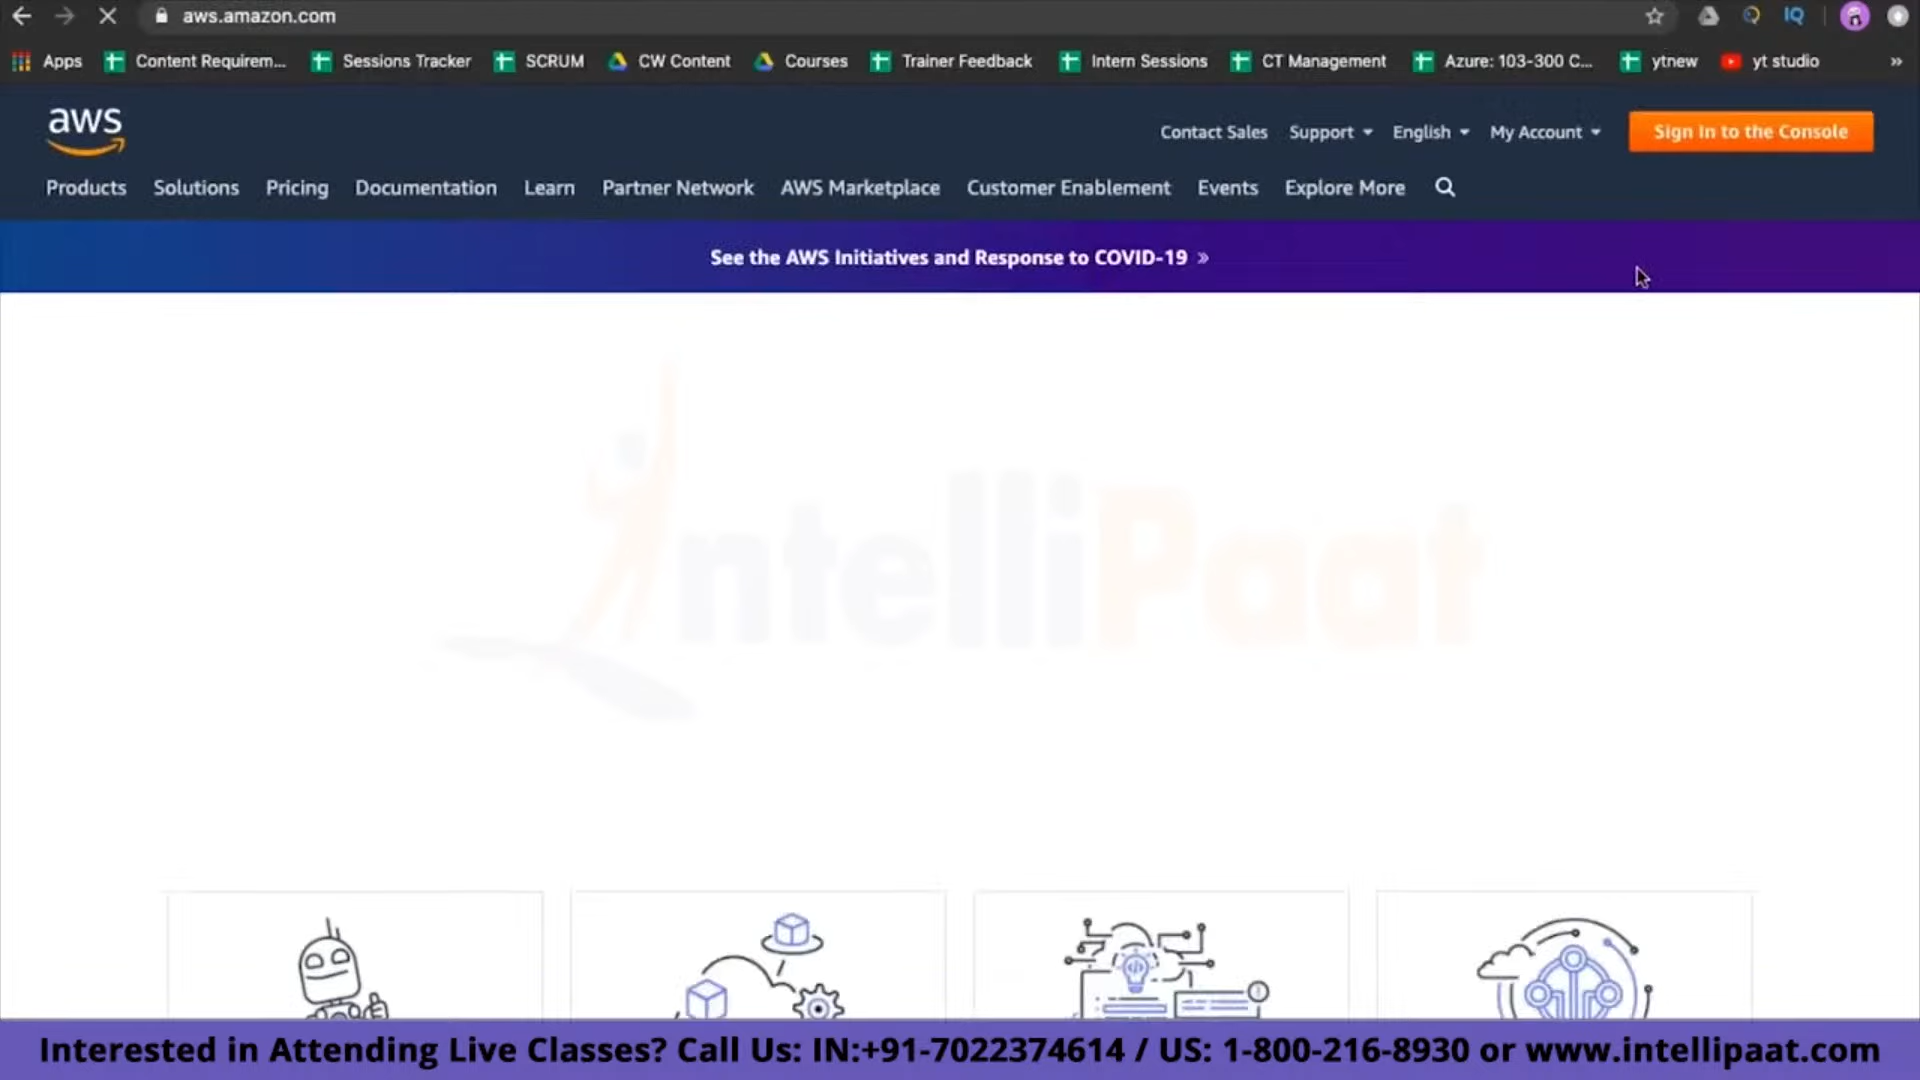 aws.amazon.com
IQ
Apps Content Requirem... Sessions Tracker SCRUM CW Content Courses Trainer Feedback Intern Sessions CT Management Azure: 103-300 C... ytnew yt studio »
aws
Contact Sales Support English My Account Sign In to the Console
Products Solutions Pricing Documentation Learn Partner Network AWS Marketplace Customer Enablement Events Explore More
See the AWS Initiatives and Response to COVID-19 »
IntelliPaat
Interested in Attending Live Classes? Call Us: IN:+91-7022374614 / US: 1-800-216-8930 or www.intellipaat.com